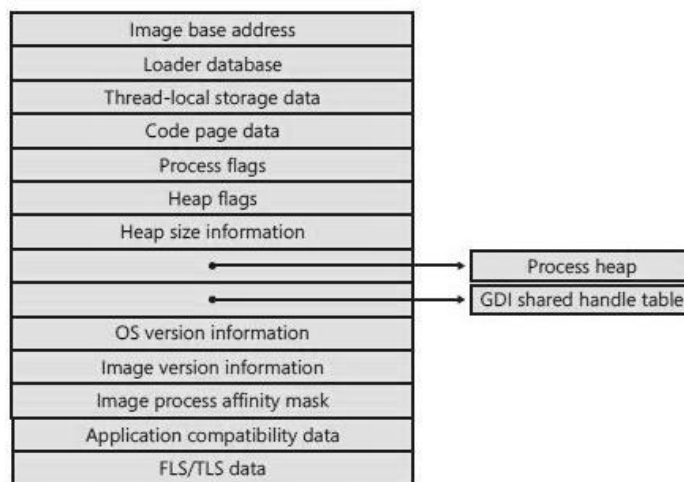 Image base address
Loader database
Thread-local storage data
Code page data
Process flags
Heap flags
Heap size information
Process heap
GDI shared handle table
OS version information
Image version information
Image process affinity mask
Application compatibility data
FLS/TLS data